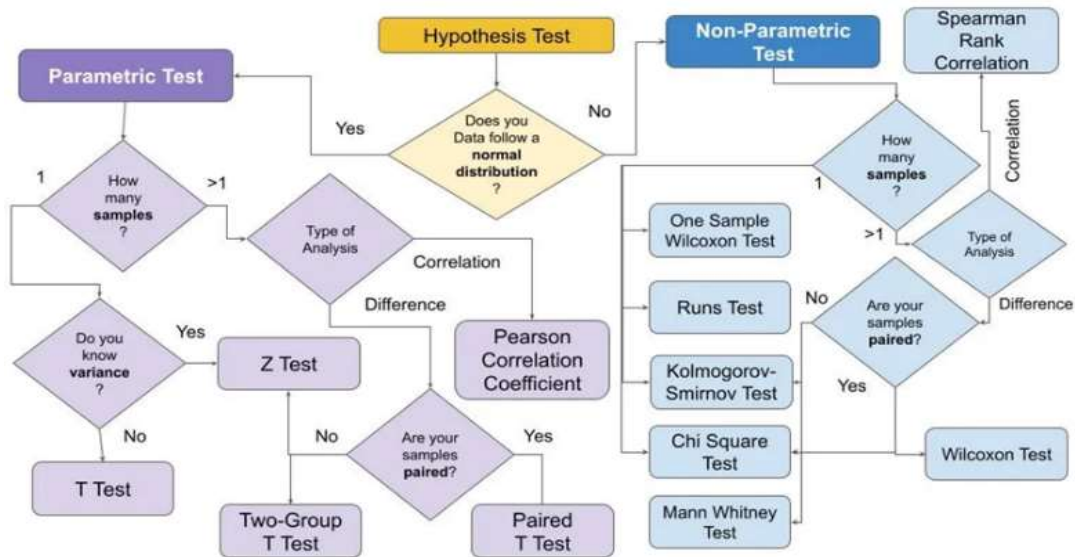 Hypothesis Test
Parametric Test
Non-Parametric
Test
Spearman
Rank
Correlation
Does you
Data follow a
normal
distribution
?
Yes
No
How
many
samples
?
1
>1
Type of
Analysis
Correlation
Difference
Do you
know
variance
?
Yes
No
Z Test
T Test
Pearson
Correlation
Coefficient
Are your
samples
paired?
No
Yes
Two-Group
T Test
Paired
T Test
How
many
samples
?
1
>1
Type of
Analysis
Correlation
Difference
One Sample
Wilcoxon Test
Runs Test
Kolmogorov-
Smirnov Test
Chi Square
Test
Mann Whitney
Test
Are your
samples
paired?
No
Yes
Wilcoxon Test